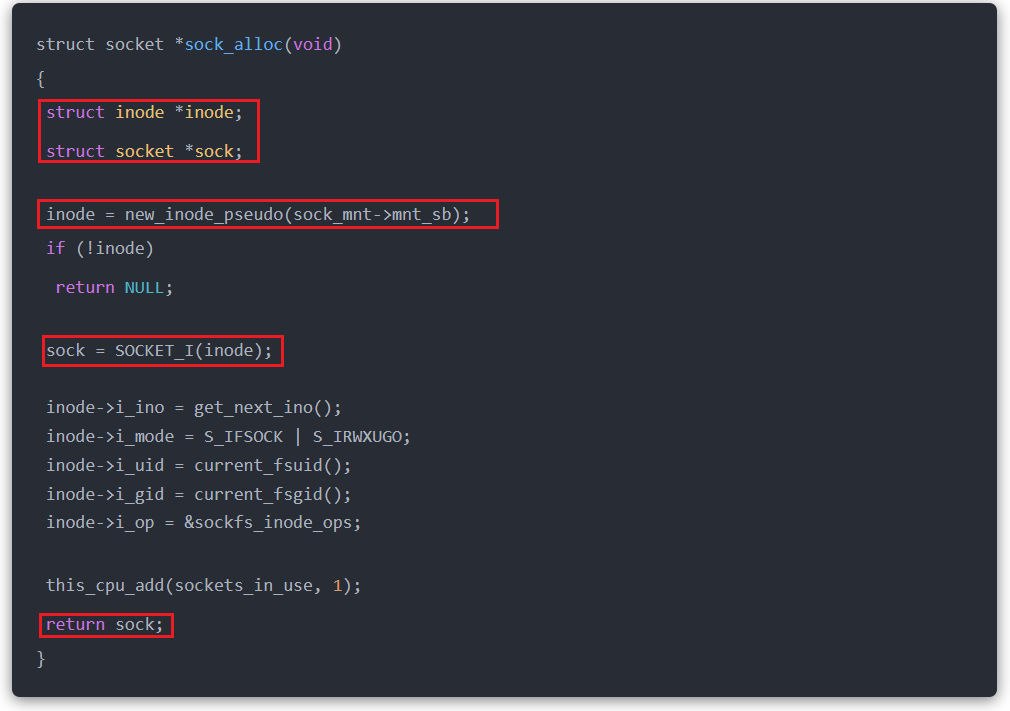 struct socket *sock_alloc(void)
{
struct inode *inode;
struct socket *sock;
inode = new_inode_pseudo(sock_mnt->mnt_sb);
if (!inode)
return NULL;
sock = SOCKET_I(inode);
inode->i_ino = get_next_ino();
inode->i_mode = S_IFSOCK | S_IRWXUGO;
inode->i_uid = current_fsuid();
inode->i_gid = current_fsgid();
inode->i_op = &sockfs_inode_ops;
this_cpu_add(sockets_in_use, 1);
return sock;
}